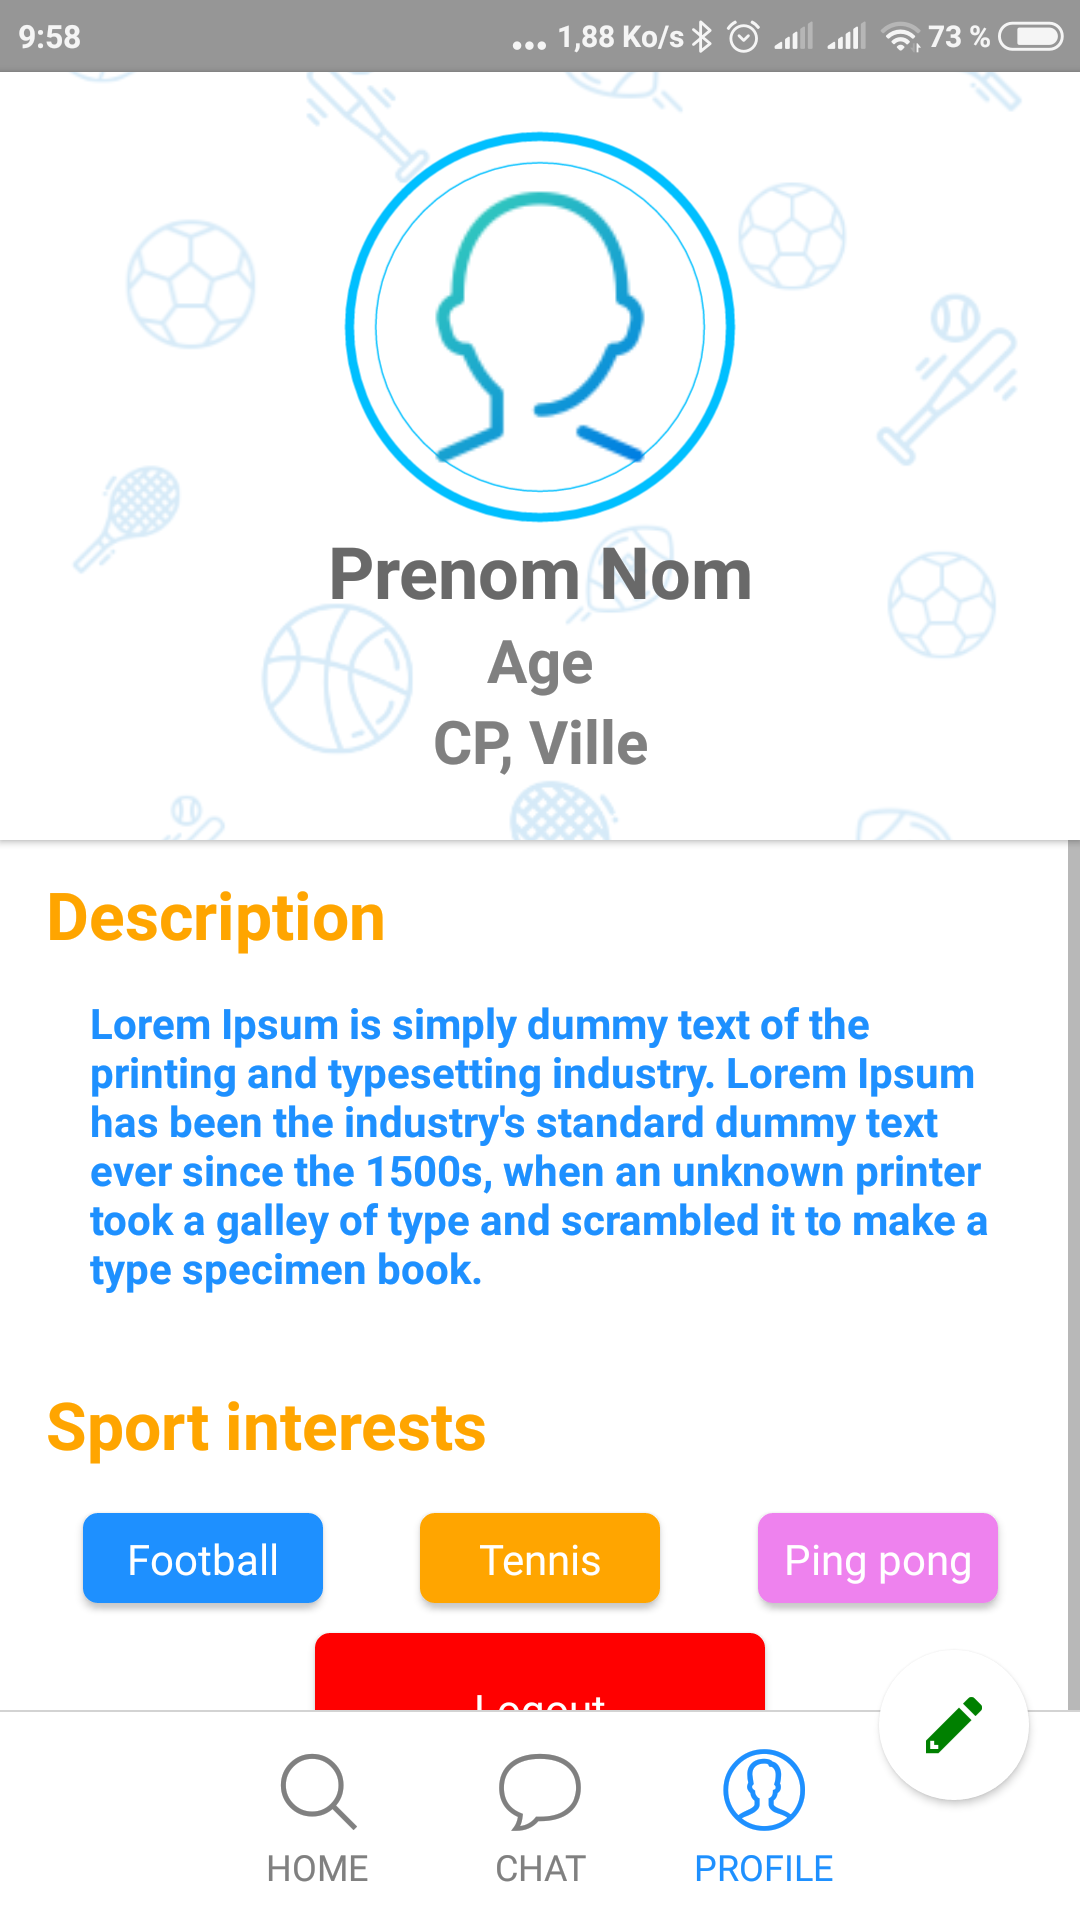 9:58
... 1,88 Ko/s 73 %
Prenom Nom
Age
CP, Ville
Description
Lorem Ipsum is simply dummy text of the
printing and typesetting industry. Lorem Ipsum
has been the industry's standard dummy text
ever since the 1500s, when an unknown printer
took a galley of type and scrambled it to make a
type specimen book.
Sport interests
Football Tennis Ping pong
Logout
HOME CHAT PROFILE